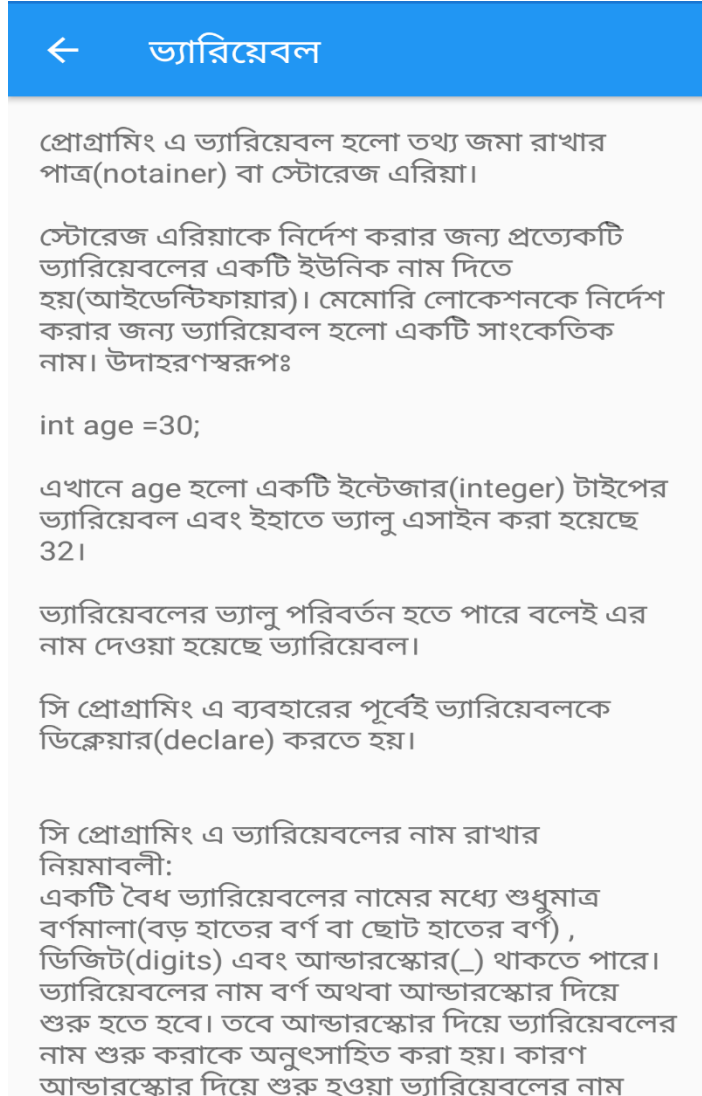 ভ্যারিয়েবল
প্রোগ্রামিং এ ভ্যারিয়েবল হলো তথ্য জমা রাখার
পাত্র(notainer) বা স্টোরেজ এরিয়া।
স্টোরেজ এরিয়াকে নির্দেশ করার জন্য প্রত্যেকটি
ভ্যারিয়েবলের একটি ইউনিক নাম দিতে
হয়(আইডেন্টিফায়ার)। মেমোরি লোকেশনকে নির্দেশ
করার জন্য ভ্যারিয়েবল হলো একটি সাংকেতিক
নাম। উদাহরণস্বরূপঃ
int age =30;
এখানে age হলো একটি ইন্টেজার(integer) টাইপের
ভ্যারিয়েবল এবং ইহাতে ভ্যালু এসাইন করা হয়েছে
32।
ভ্যারিয়েবলের ভ্যালু পরিবর্তন হতে পারে বলেই এর
নাম দেওয়া হয়েছে ভ্যারিয়েবল।
সি প্রোগ্রামিং এ ব্যবহারের পূর্বেই ভ্যারিয়েবলকে
ডিক্লেয়ার(declare) করতে হয়।
সি প্রোগ্রামিং এ ভ্যারিয়েবলের নাম রাখার
নিয়মাবলী:
একটি বৈধ ভ্যারিয়েবলের নামের মধ্যে শুধুমাত্র
বর্ণমালা(বড় হাতের বর্ণ বা ছোট হাতের বর্ণ) ,
ডিজিট(digits) এবং আন্ডারস্কোর(_) থাকতে পারে।
ভ্যারিয়েবলের নাম বর্ণ অথবা আন্ডারস্কোর দিয়ে
শুরু হতে হবে। তবে আন্ডারস্কোর দিয়ে ভ্যারিয়েবলের
নাম শুরু করাকে অনুৎসাহিত করা হয়। কারণ
আন্ডারস্কোর দিয়ে শুরু হওয়া ভ্যারিয়েবলের নাম